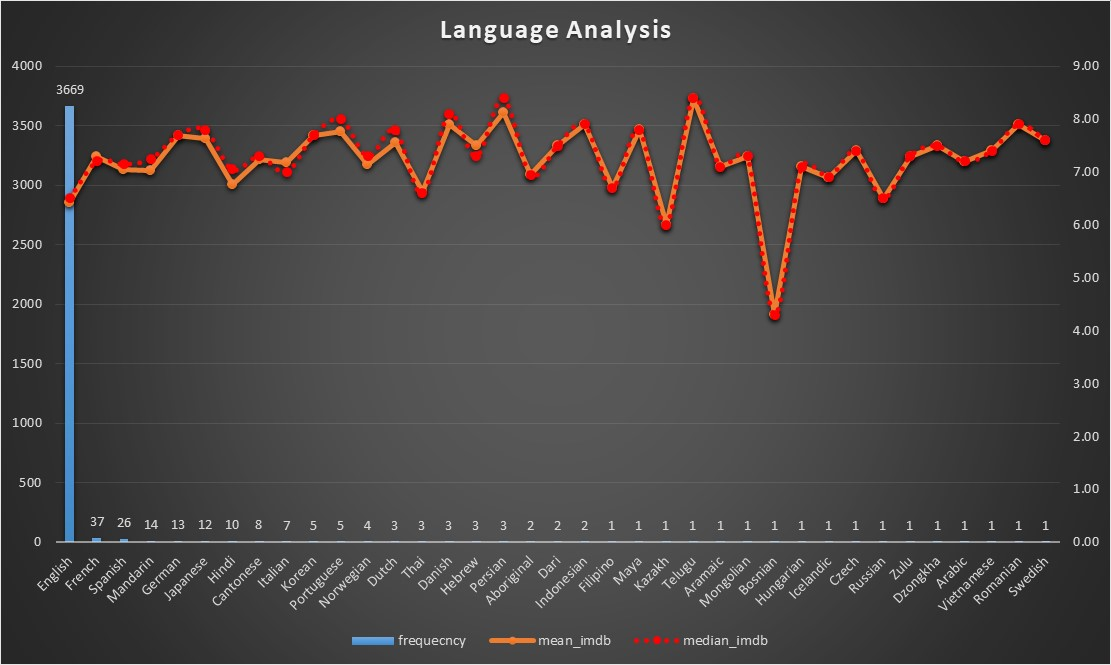 Language Analysis
4000 9.00
3669
3500 8.00
3000 7.00
2500 6.00
2000 5.00
1500 4.00
1000 3.00
500 2.00
0 1.00
0.00
37 26 14 13 12 10 8 7 5 5 4 3 3 3 3 3 2 2 2 1 1 1 1 1 1 1 1 1 1 1 1 1 1 1 1 1
English French Spanish Mandarin German Japanese Hindi Cantonese Italian Korean Portuguese Norwegian Dutch Thai Danish Hebrew Persian Aboriginal Dari Indonesian Filipino Maya Kazakh Telugu Aramaic Mongolian Bosnian Hungarian Icelandic Czech Russian Zulu Dzongkha Arabic Vietnamese Romanian Swedish
frequecncy mean_imdb median_imdb